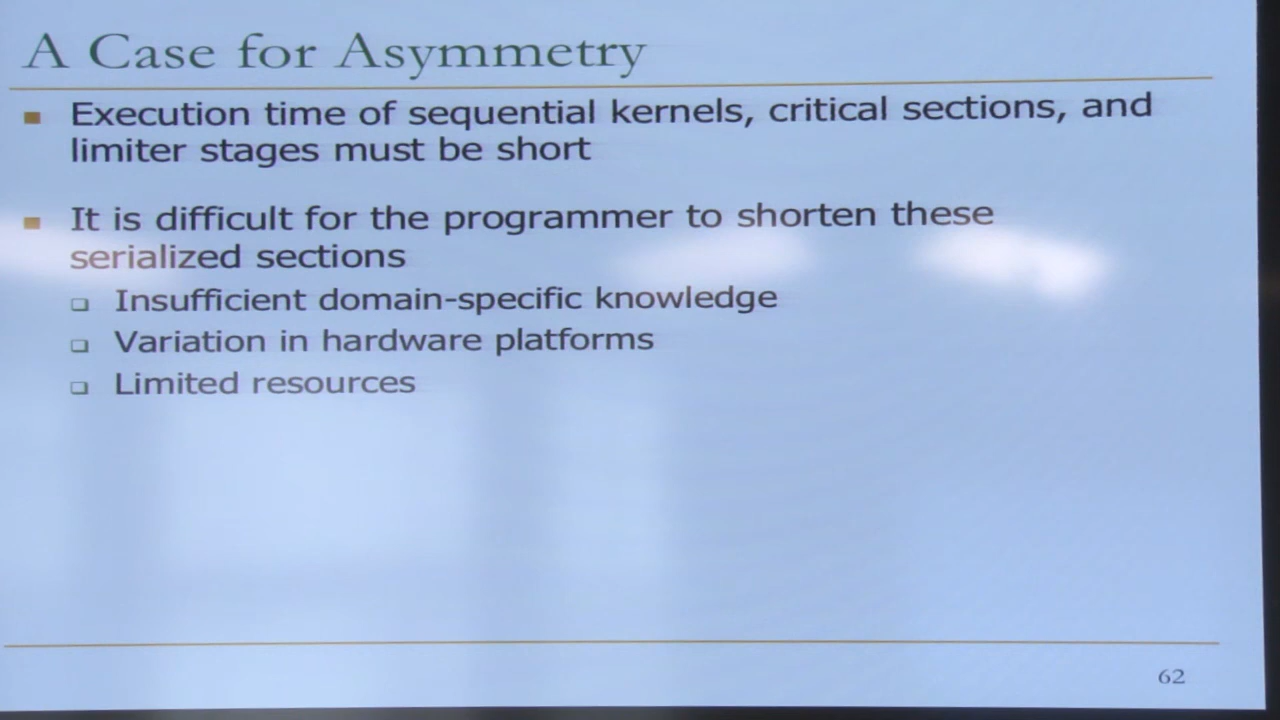 A Case for Asymmetry
Execution time of sequential kernels, critical sections, and
limiter stages must be short
It is difficult for the programmer to shorten these
serialized sections
Insufficient domain-specific knowledge
Variation in hardware platforms
Limited resources
62